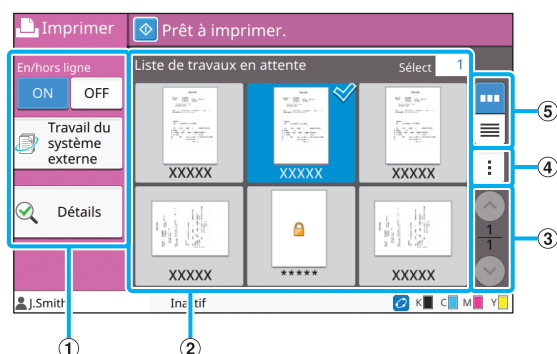 Imprimer
Prêt à imprimer.
En/hors ligne
ON OFF
Travail du
système
externe
Détails
Liste de travaux en attente
Sélect 1
XXXXX XXXXX XXXXX
XXXXX ***** XXXXX
1
1
J.Smith
Inactif
K C M Y
5
4
3
1
2